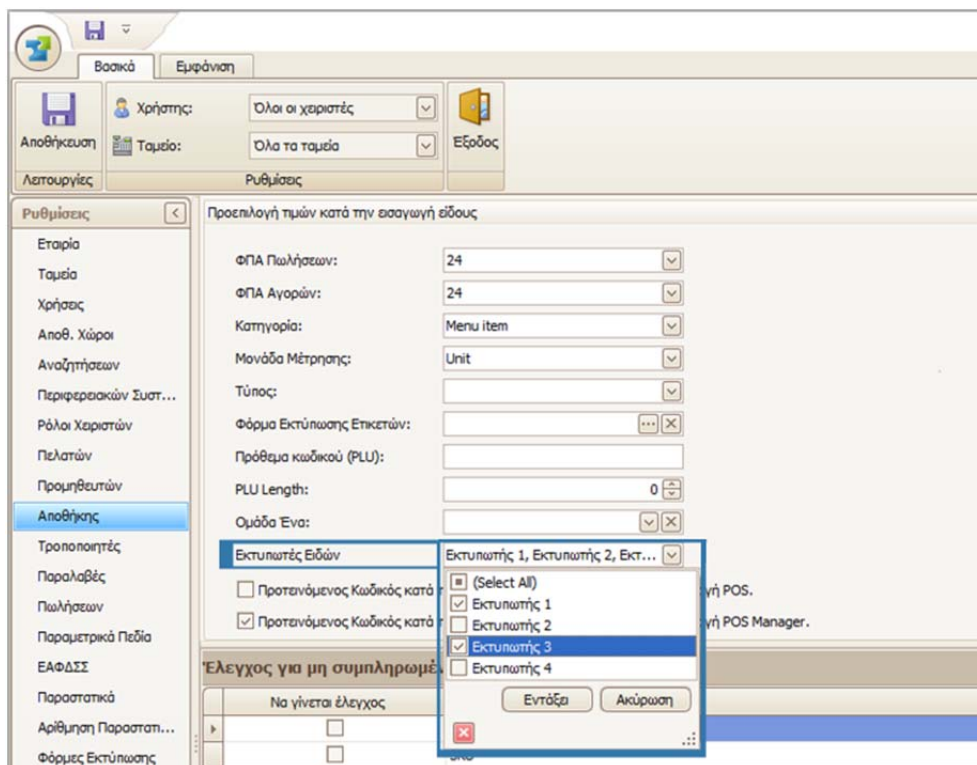 Βασικά Εμφάνιση
Χρήστης: Όλοι οι χειριστές
Αποθήκευση Ταμείο: Όλα τα ταμεία Έξοδος
Λειτουργίες Ρυθμίσεις
Ρυθμίσεις
Εταιρία
Ταμεία
Χρήσεις
Αποθ. Χώροι
Αναζητήσεων
Περιφερειακών Συστ...
Ρόλοι Χειριστών
Πελατών
Προμηθευτών
Αποθήκης
Τροποποιητές
Παραλαβές
Πωλήσεων
Παραμετρικά Πεδία
ΕΑΦΔΣΣ
Παραστατικά
Αρίθμηση Παραστατι...
Φόρμες Εκτύπωσης
Προεπιλογή τιμών κατά την εισαγωγή είδους
ΦΠΑ Πωλήσεων: 24
ΦΠΑ Αγορών: 24
Κατηγορία: Menu item
Μονάδα Μέτρησης: Unit
Τύπος:
Φόρμα Εκτύπωσης Ετικετών:
Πρόθεμα κωδικού (PLU):
PLU Length: 0
Ομάδα Ένα:
Εκτυπωτές Ειδών Εκτυπωτής 1, Εκτυπωτής 2, Εκτ...
(Select All)
Εκτυπωτής 1
Εκτυπωτής 2
Εκτυπωτής 3
Εκτυπωτής 4
Εντάξει Ακύρωση
Προτεινόμενος Κωδικός κατά POS.
Προτεινόμενος Κωδικός κατά POS Manager.
Έλεγχος για μη συμπληρωμέ
Να γίνεται έλεγχος